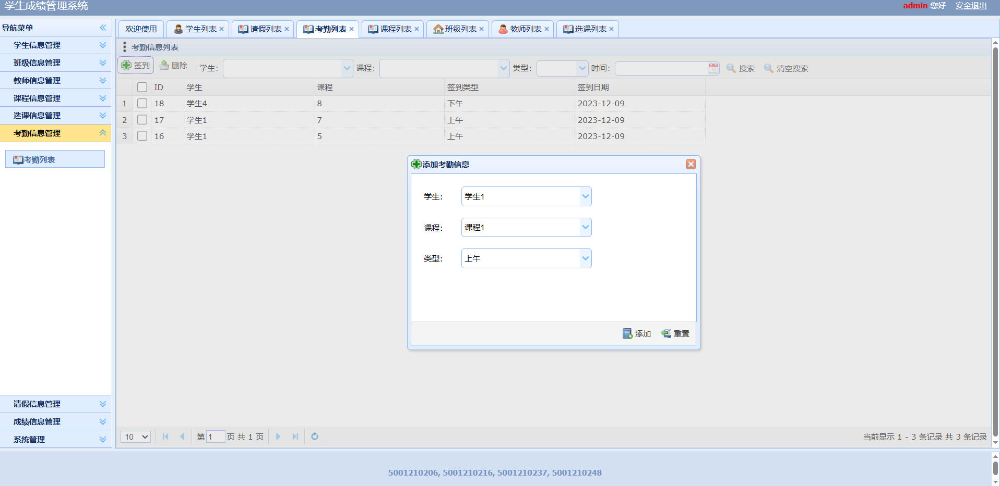 学生成绩管理系统
admin 您好 安全退出
导航菜单
学生信息管理
班级信息管理
教师信息管理
课程信息管理
选课信息管理
考勤信息管理
考勤列表
请假信息管理
成绩信息管理
系统管理
欢迎使用 学生列表 请假列表 考勤列表 课程列表 班级列表 教师列表 选课列表
考勤信息列表
签到 删除 学生: 课程: 类型: 时间: 搜索 清空搜索
ID 学生 课程 签到类型 签到日期
1 18 学生4 8 下午 2023-12-09
2 17 学生1 7 上午 2023-12-09
3 16 学生1 5 上午 2023-12-09
添加考勤信息
学生: 学生1
课程: 课程1
类型: 上午
添加 重置
10 第 1 页 共 1 页 当前显示 1 - 3 条记录 共 3 条记录
5001210206, 5001210216, 5001210237, 5001210248